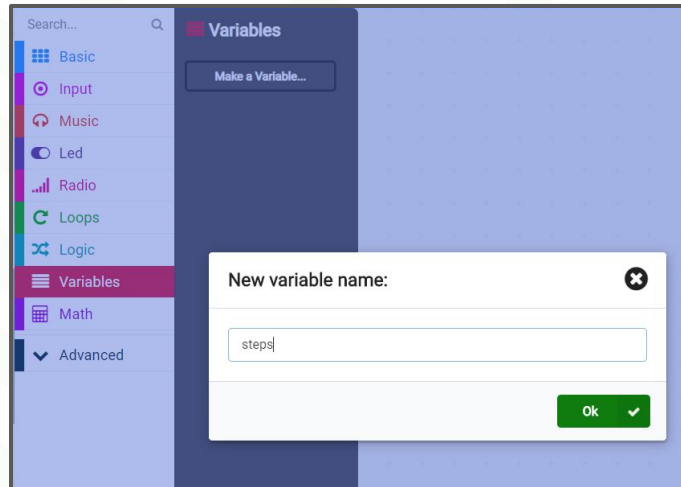 Search...
Basic
Input
Music
Led
Radio
Loops
Logic
Variables
Math
Advanced
Variables
Make a Variable...
New variable name:
steps
Ok